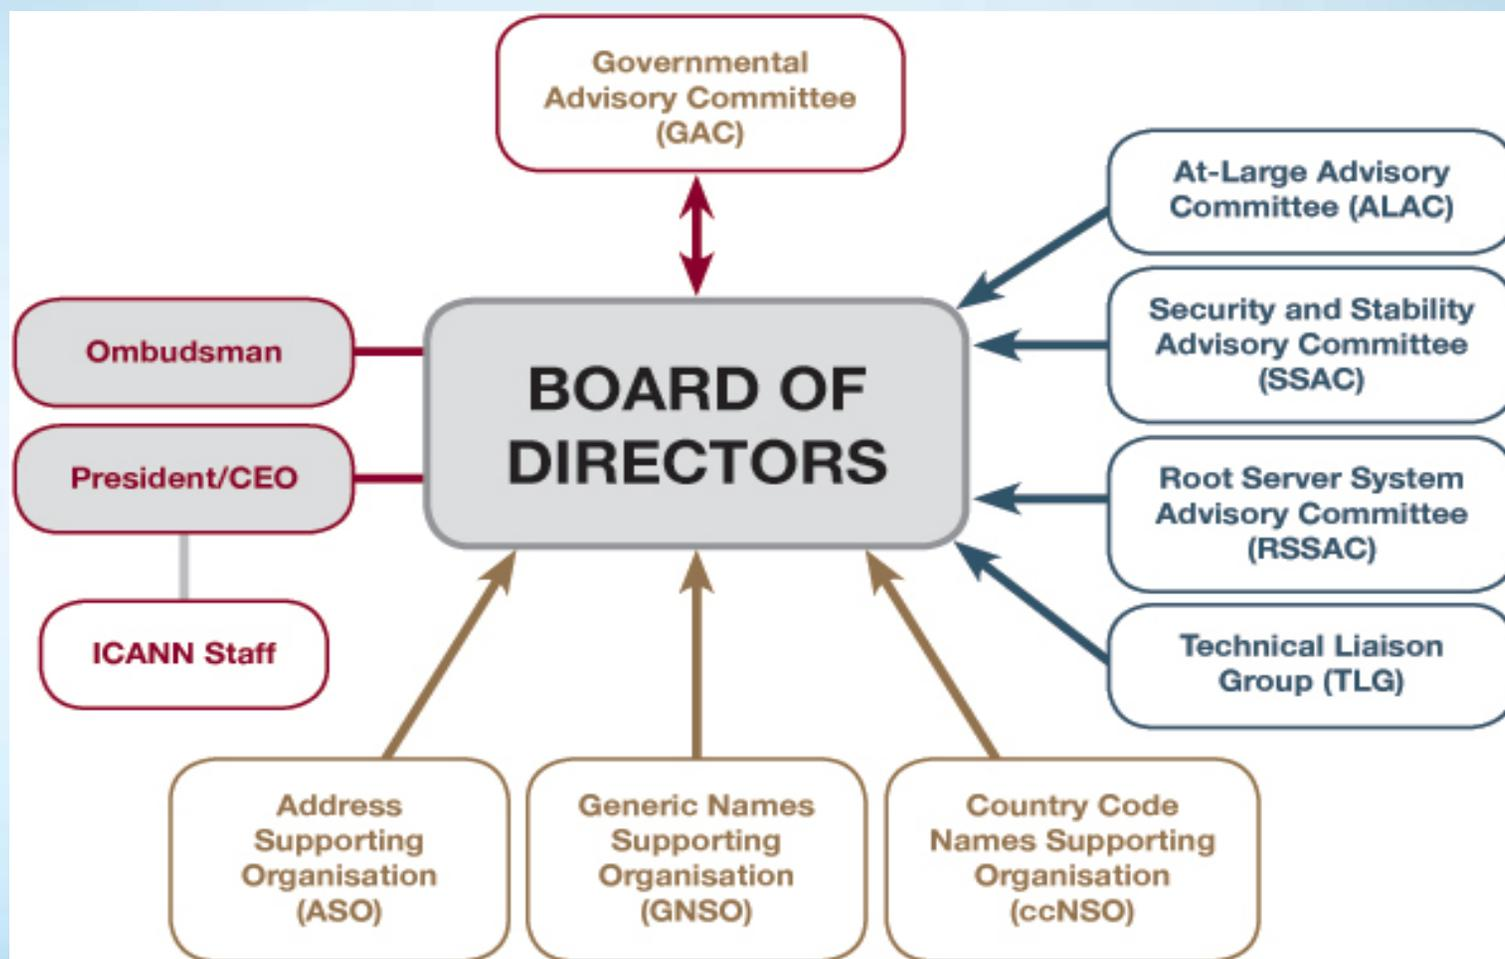 Governmental
Advisory Committee
(GAC)
At-Large Advisory
Committee (ALAC)
Security and Stability
Advisory Committee
(SSAC)
Ombudsman
BOARD OF
DIRECTORS
President/CEO
Root Server System
Advisory Committee
(RSSAC)
ICANN Staff
Technical Liaison
Group (TLG)
Address
Supporting
Organisation
(ASO)
Generic Names
Supporting
Organisation
(GNSO)
Country Code
Names Supporting
Organisation
(ccNSO)